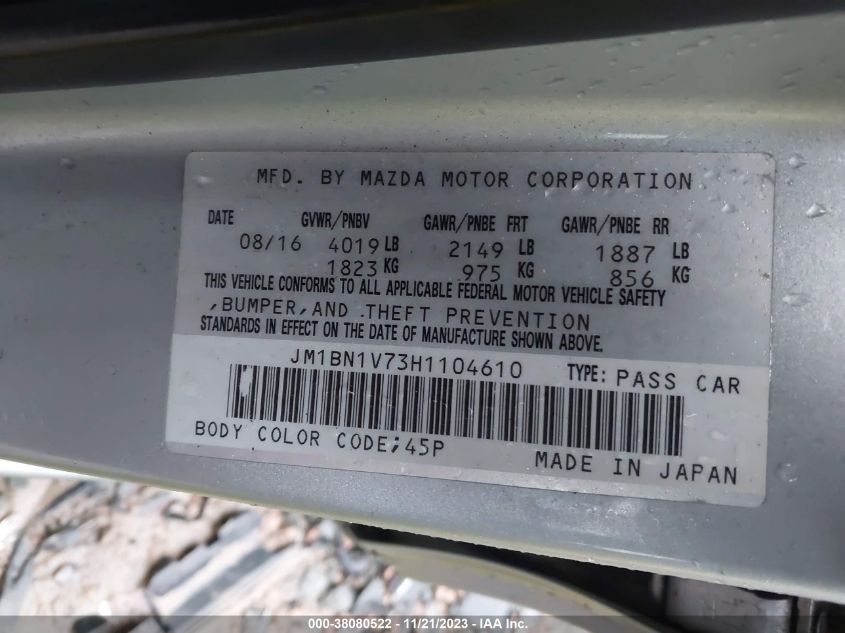 MFD. BY MAZDA MOTOR CORPORATION
DATE GVWR/PNBV GAWR/PNBE FRT GAWR/PNBE RR
08/16 4019 LB 2149 LB 1887 LB
1823 KG 975 KG 856 KG
THIS VEHICLE CONFORMS TO ALL APPLICABLE FEDERAL MOTOR VEHICLE SAFETY
,BUMPER,AND THEFT PREVENTION
STANDARDS IN EFFECT ON THE DATE OF MANUFACTURE SHOWN ABOVE.
JM1BN1V73H1104610 TYPE: PASS CAR
BODY COLOR CODE;45P
MADE IN JAPAN
000-38080522 - 11/21/2023 - IAA Inc.